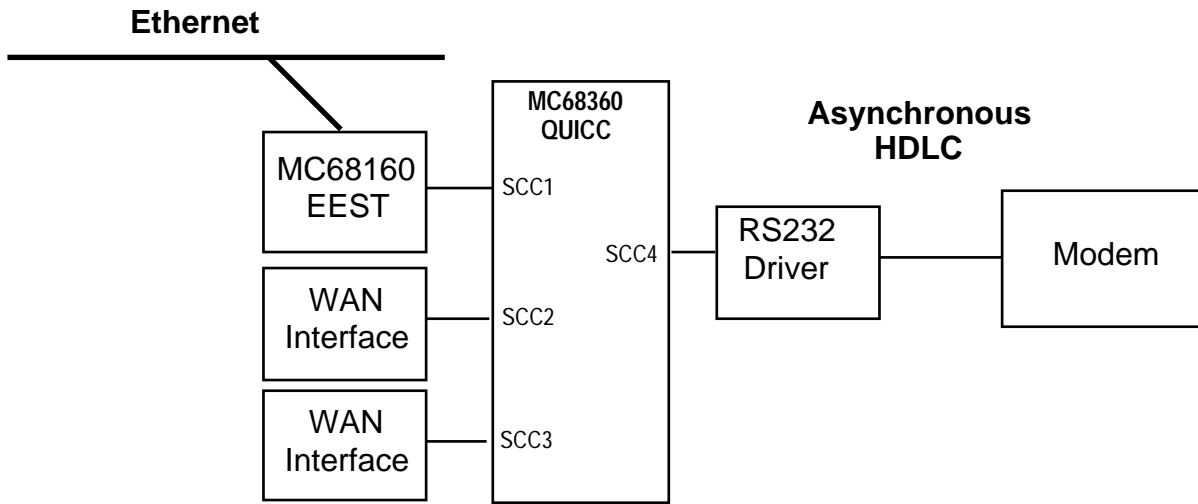 Ethernet
MC68360
QUICC
Asynchronous
HDLC
MC68160
EEST
SCC1
RS232
Driver
SCC4
Modem
WAN
Interface
SCC2
WAN
Interface
SCC3